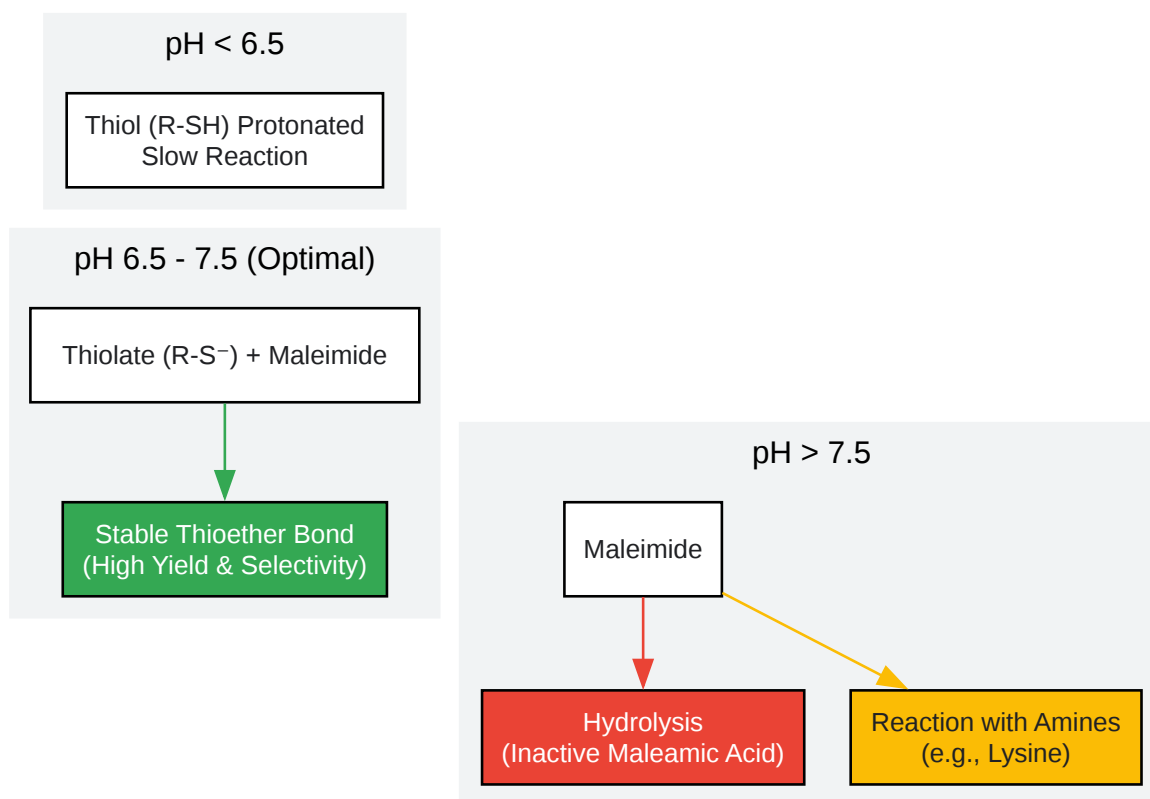 pH < 6.5
Thiol (R-SH) Protonated
Slow Reaction
pH 6.5 - 7.5 (Optimal)
Thiolate (R-S⁻) + Maleimide
Stable Thioether Bond
(High Yield & Selectivity)
pH > 7.5
Maleimide
Hydrolysis
(Inactive Maleamic Acid)
Reaction with Amines
(e.g., Lysine)